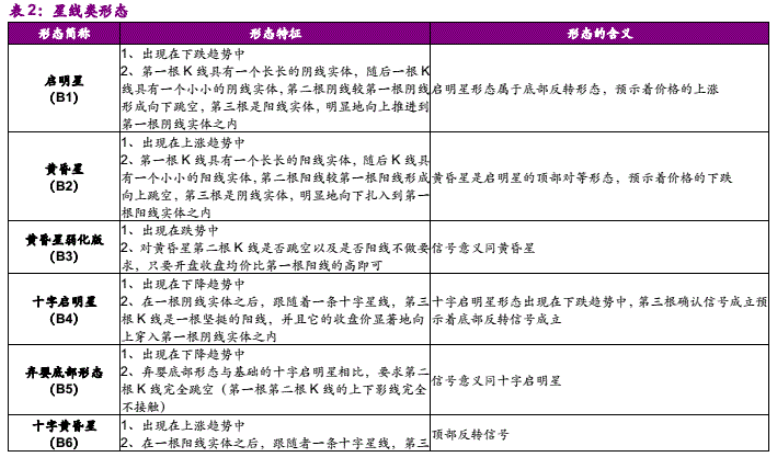 表 2：星线类形态
形态简称 形态特征 形态的含义
启明星
（B1）
1、出现在下跌趋势中
2、第一根 K 线具有一个长长的阴线实体，随后一根 K
线具有一个小小的阴线实体，第二根阴线较第一根阴线
形成向下跳空，第三根是阳线实体，明显地向上推进到
第一根阴线实体之内
启明星形态属于底部反转形态，预示着价格的上涨
黄昏星
（B2）
1、出现在上涨趋势中
2、第一根 K 线具有一个长长的阳线实体，随后 K 线具
有一个小小的阳线实体，第二根阳线较第一根阳线形成
向上跳空，第三根是阴线实体，明显地向下扎入到第一
根阳线实体之内
黄昏星是启明星的顶部对等形态，预示着价格的下跌
黄昏星弱化版
（B3）
1、出现在跌势中
2、对黄昏星第二根 K 线是否跳空以及是否阳线不做要
求，只要开盘收盘均价比第一根阳线的高即可
信号意义同黄昏星
十字启明星
（B4）
1、出现在下降趋势中
2、在一根阴线实体之后，跟随着一条十字星线，第三
根 K 线是一根坚挺的阳线，并且它的收盘价显著地向
上穿入第一根阴线实体之内
十字启明星形态出现在下跌趋势中，第三根确认信号成立预
示着底部反转信号成立
弃婴底部形态
（B5）
1、出现在下降趋势中
2、弃婴底部形态与基础的十字启明星相比，要求第二
根 K 线完全跳空（第一根第二根 K 线的上下影线完全
不接触）
信号意义同十字启明星
十字黄昏星
（B6）
1、出现在上涨趋势中
2、在一根阳线实体之后，跟随着一条十字星线，第三
顶部反转信号